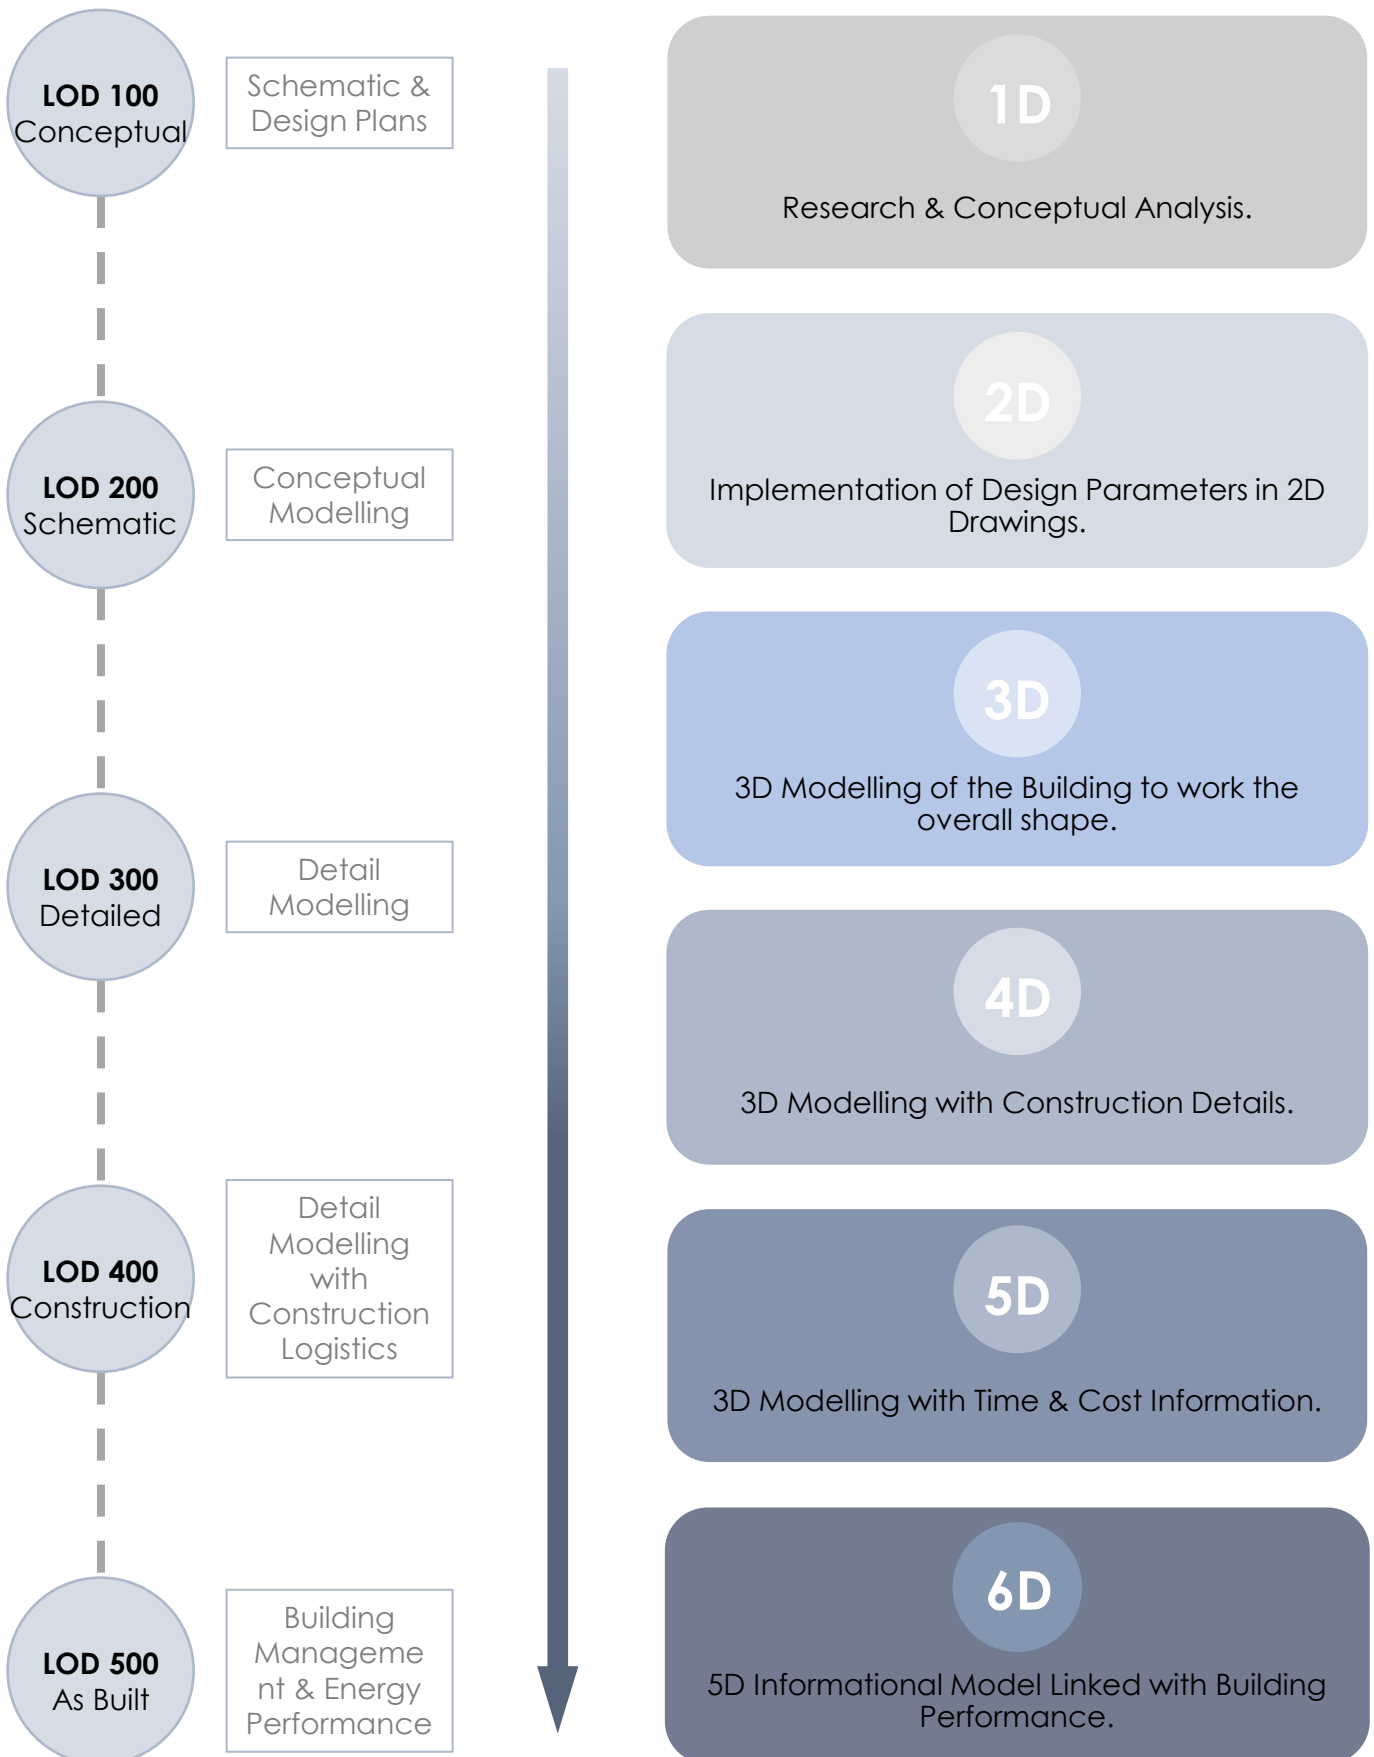 LOD 100
Conceptual
Schematic &
Design Plans
LOD 200
Schematic
Conceptual
Modelling
LOD 300
Detailed
Detail
Modelling
LOD 400
Construction
Detail
Modelling
with
Construction
Logistics
LOD 500
As Built
Building
Manageme
nt & Energy
Performance
1D
Research & Conceptual Analysis.
2D
Implementation of Design Parameters in 2D
Drawings.
3D
3D Modelling of the Building to work the
overall shape.
4D
3D Modelling with Construction Details.
5D
3D Modelling with Time & Cost Information.
6D
5D Informational Model Linked with Building
Performance.